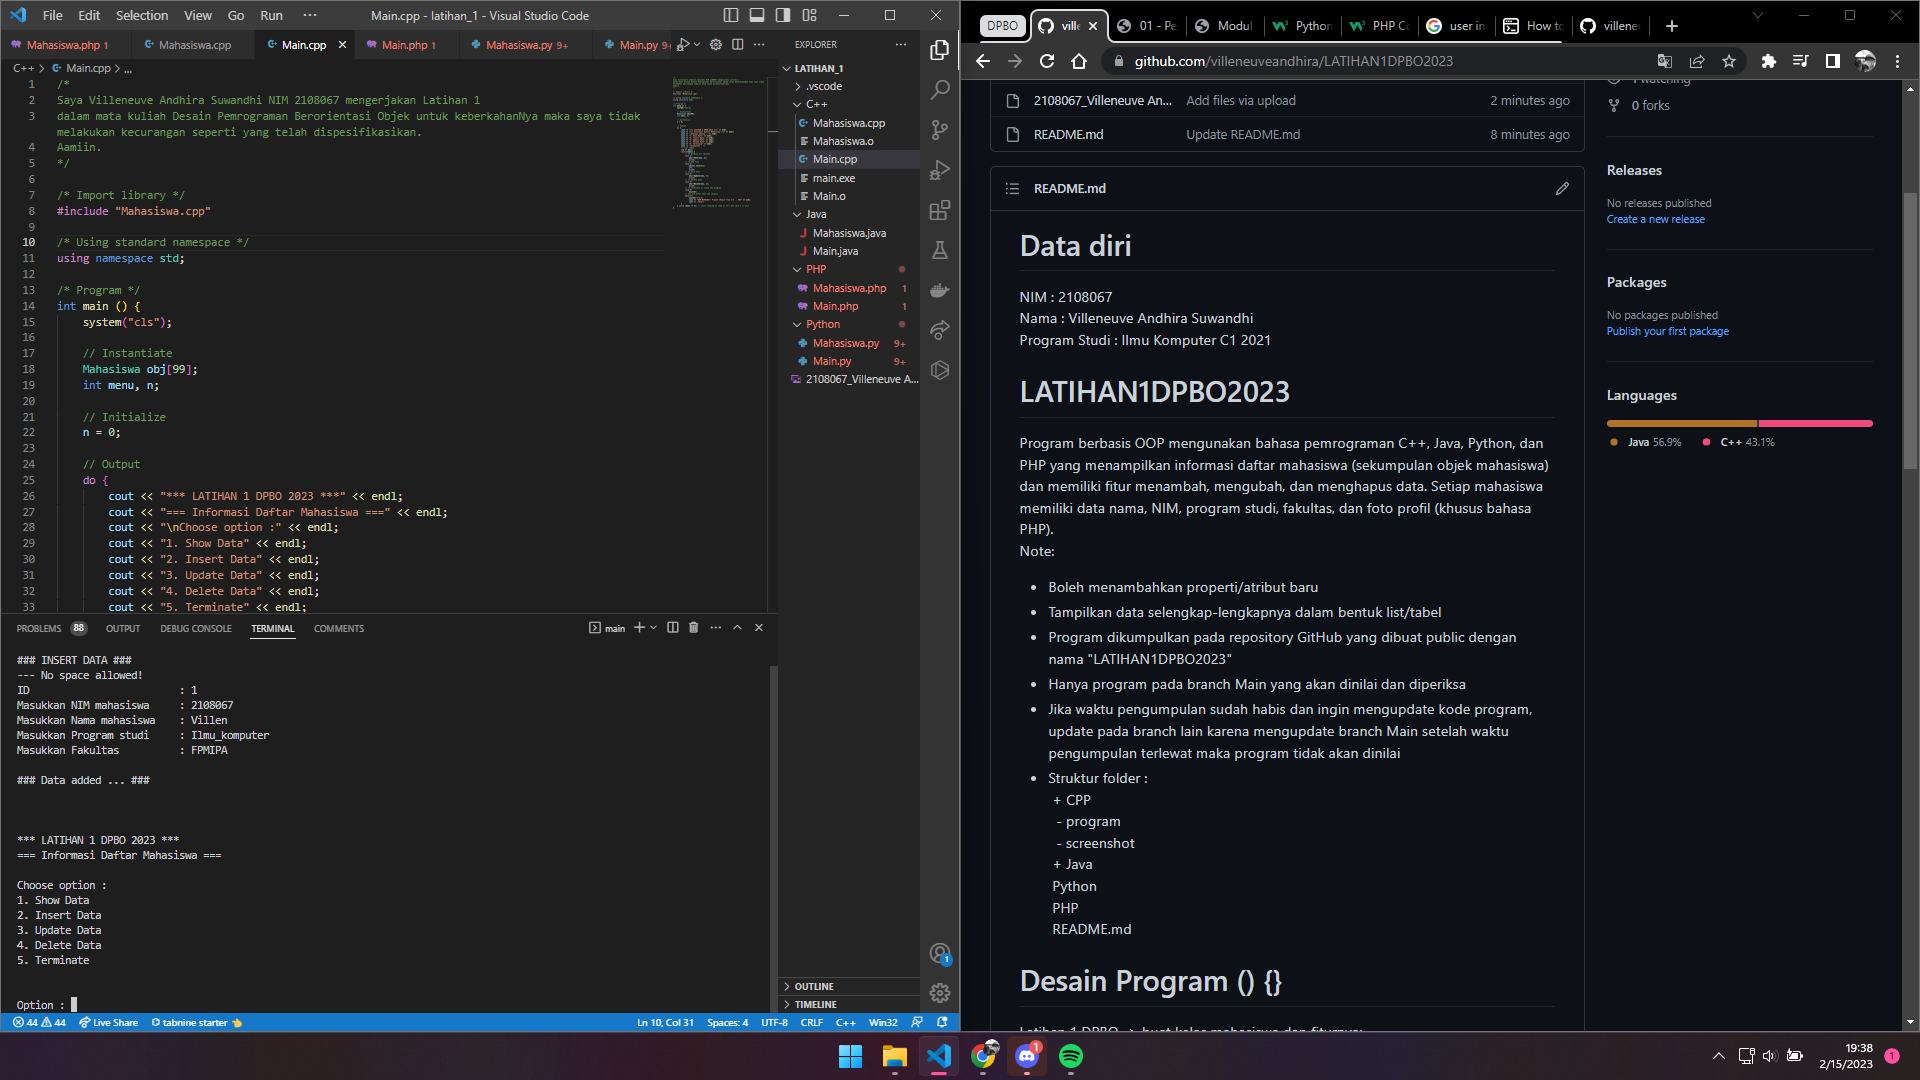 File Edit Selection View Go Run ··· Main.cpp - latihan_1 - Visual Studio Code
Mahasiswa.php 1 Mahasiswa.cpp Main.cpp Main.php 1 Mahasiswa.py 9+ Main.py 9+
C++ > Main.cpp > ...
1 /*
2 Saya Villeneuve Andhira Suwandhi NIM 2108067 mengerjakan Latihan 1
3 dalam mata kuliah Desain Pemrograman Berorientasi Objek untuk keberkahanNya maka saya tidak
melakukan kecurangan seperti yang telah dispesifikasikan.
4 Aamiin.
5 */
6
7 /* Import library */
8 #include "Mahasiswa.cpp"
9
10 /* Using standard namespace */
11 using namespace std;
12
13 /* Program */
14 int main () {
15 system("cls");
16
17 // Instantiate
18 Mahasiswa obj[99];
19 int menu, n;
20
21 // Initialize
22 n = 0;
23
24 // Output
25 do {
26 cout << "*** LATIHAN 1 DPBO 2023 ***" << endl;
27 cout << "=== Informasi Daftar Mahasiswa ===" << endl;
28 cout << "\nChoose option :" << endl;
29 cout << "1. Show Data" << endl;
30 cout << "2. Insert Data" << endl;
31 cout << "3. Update Data" << endl;
32 cout << "4. Delete Data" << endl;
33 cout << "5. Terminate" << endl;
PROBLEMS 88 OUTPUT DEBUG CONSOLE TERMINAL COMMENTS
main
### INSERT DATA ###
--- No space allowed!
ID : 1
Masukkan NIM mahasiswa : 2108067
Masukkan Nama mahasiswa : Villen
Masukkan Program studi : Ilmu_komputer
Masukkan Fakultas : FPMIPA
### Data added ... ###
*** LATIHAN 1 DPBO 2023 ***
=== Informasi Daftar Mahasiswa ===
Choose option :
1. Show Data
2. Insert Data
3. Update Data
4. Delete Data
5. Terminate
Option :
EXPLORER ···
LATIHAN_1
.vscode
C++
Mahasiswa.cpp
Mahasiswa.o
Main.cpp
main.exe
Main.o
Java
Mahasiswa.java
Main.java
PHP
Mahasiswa.php 1
Main.php 1
Python
Mahasiswa.py 9+
Main.py 9+
2108067_Villeneuve A...
OUTLINE
TIMELINE
1
44 44 Live Share tabnine starter
Ln 10, Col 31 Spaces: 4 UTF-8 CRLF C++ Win32
DPBO ville 01 - Pe Modul Python PHP Co user in How to villene
github.com/villeneuveandhira/LATIHAN1DPBO2023
2108067_Villeneuve An... Add files via upload 2 minutes ago
README.md Update README.md 8 minutes ago
README.md
Data diri
NIM : 2108067
Nama : Villeneuve Andhira Suwandhi
Program Studi : Ilmu Komputer C1 2021
LATIHAN1DPBO2023
Program berbasis OOP mengunakan bahasa pemrograman C++, Java, Python, dan
PHP yang menampilkan informasi daftar mahasiswa (sekumpulan objek mahasiswa)
dan memiliki fitur menambah, mengubah, dan menghapus data. Setiap mahasiswa
memiliki data nama, NIM, program studi, fakultas, dan foto profil (khusus bahasa
PHP).
Note:
• Boleh menambahkan properti/atribut baru
• Tampilkan data selengkap-lengkapnya dalam bentuk list/tabel
• Program dikumpulkan pada repository GitHub yang dibuat public dengan
nama "LATIHAN1DPBO2023"
• Hanya program pada branch Main yang akan dinilai dan diperiksa
• Jika waktu pengumpulan sudah habis dan ingin mengupdate kode program,
update pada branch lain karena mengupdate branch Main setelah waktu
pengumpulan terlewat maka program tidak akan dinilai
• Struktur folder :
+ CPP
- program
- screenshot
+ Java
Python
PHP
README.md
Desain Program () {}
Latihan 1 DPBO -> buat kelas mahasiswa dan fiturnya:
1 watching
0 forks
Releases
No releases published
Create a new release
Packages
No packages published
Publish your first package
Languages
Java 56.9% C++ 43.1%
1
19:38
2/15/2023
1